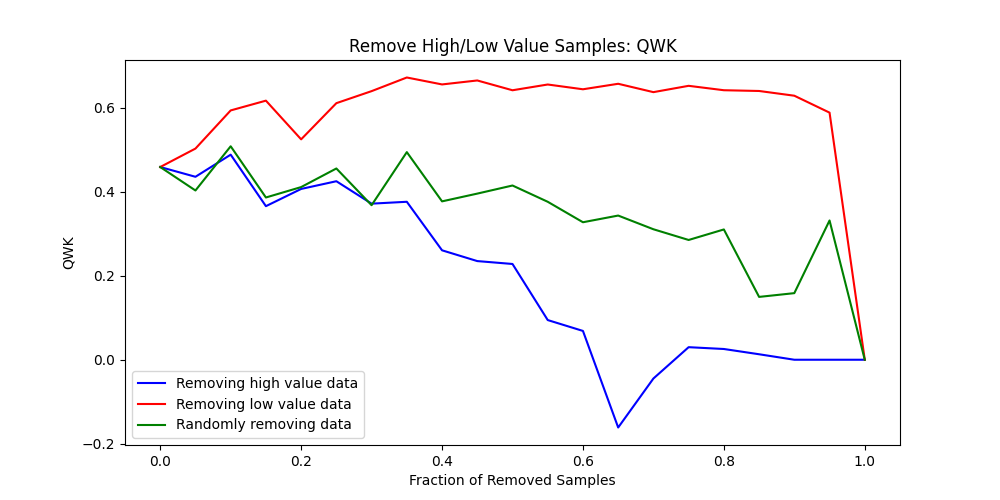 Remove High/Low Value Samples: QWK
QWK
0.6
0.4
0.2
0.0
−0.2
Removing high value data
Removing low value data
Randomly removing data
0.0 0.2 0.4 0.6 0.8 1.0
Fraction of Removed Samples